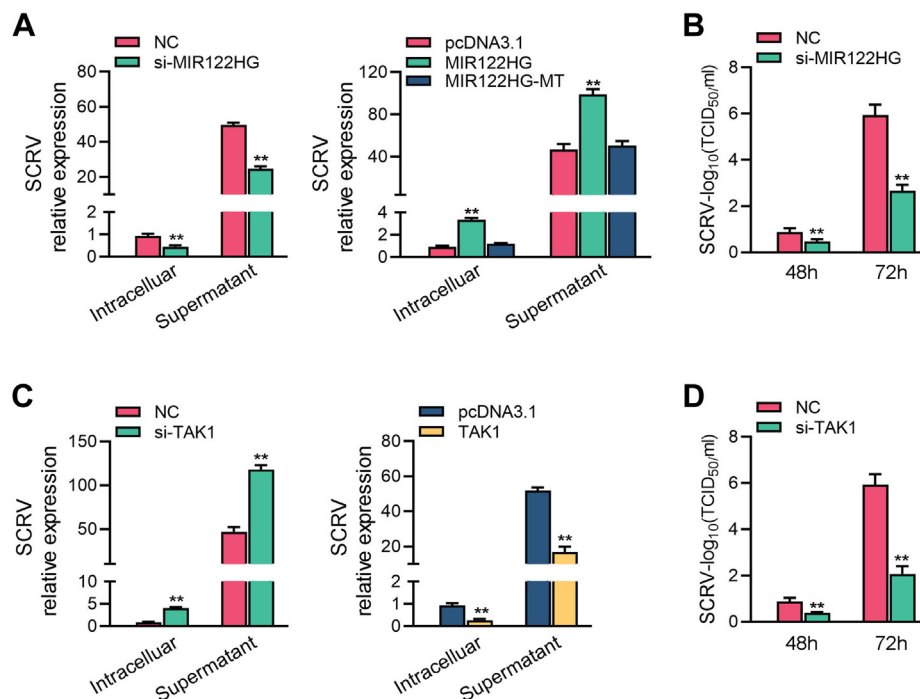 A
NC
si-MIR122HG
SCRV
relative expression
80
60
40
20
2
1
0
Intracelluar
Supermatant
pcDNA3.1
MIR122HG
MIR122HG-MT
SCRV
relative expression
120
80
40
4
2
0
**
**
**
**
Intracelluar
Supermatant
B
NC
si-MIR122HG
SCRV-log10(TCID50/ml)
8
6
4
2
0
**
**
48h
72h
C
NC
si-TAK1
SCRV
relative expression
150
100
50
10
5
0
**
**
Intracelluar
Supermatant
pcDNA3.1
TAK1
SCRV
relative expression
80
60
40
20
2
1
0
**
**
Intracelluar
Supermatant
D
NC
si-TAK1
SCRV-log10(TCID50/ml)
8
6
4
2
0
**
**
48h
72h